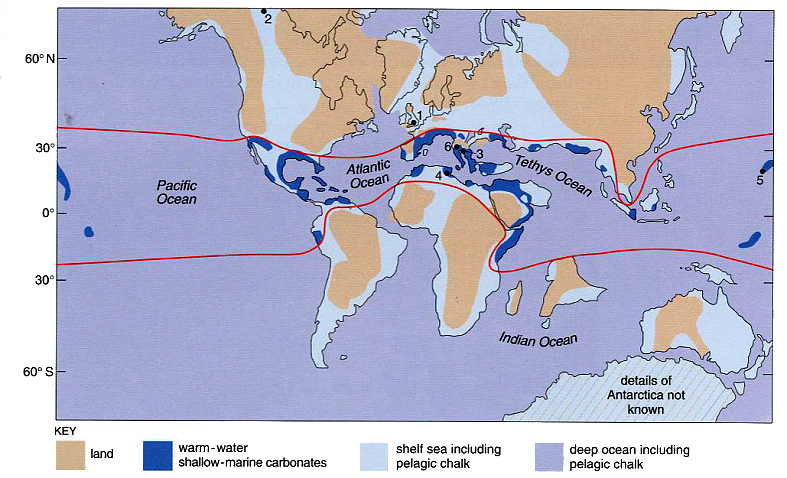 2
60° N
1
30°
6
3
4
5
Atlantic
Ocean
Tethys Ocean
Pacific
Ocean
0°
30°
Indian Ocean
60° S
details of
Antarctica not
known
KEY
land
warm-water
shallow-marine carbonates
shelf sea including
pelagic chalk
deep ocean including
pelagic chalk